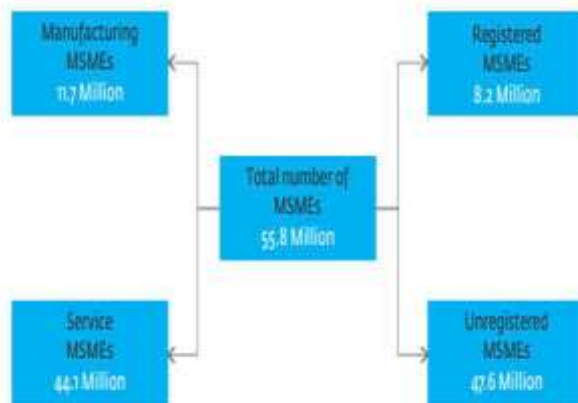 Manufacturing
MSMEs
11.7 Million
Registered
MSMEs
8.2 Million
Total number of
MSMEs
55.8 Million
Service
MSMEs
44.1 Million
Unregistered
MSMEs
47.6 Million